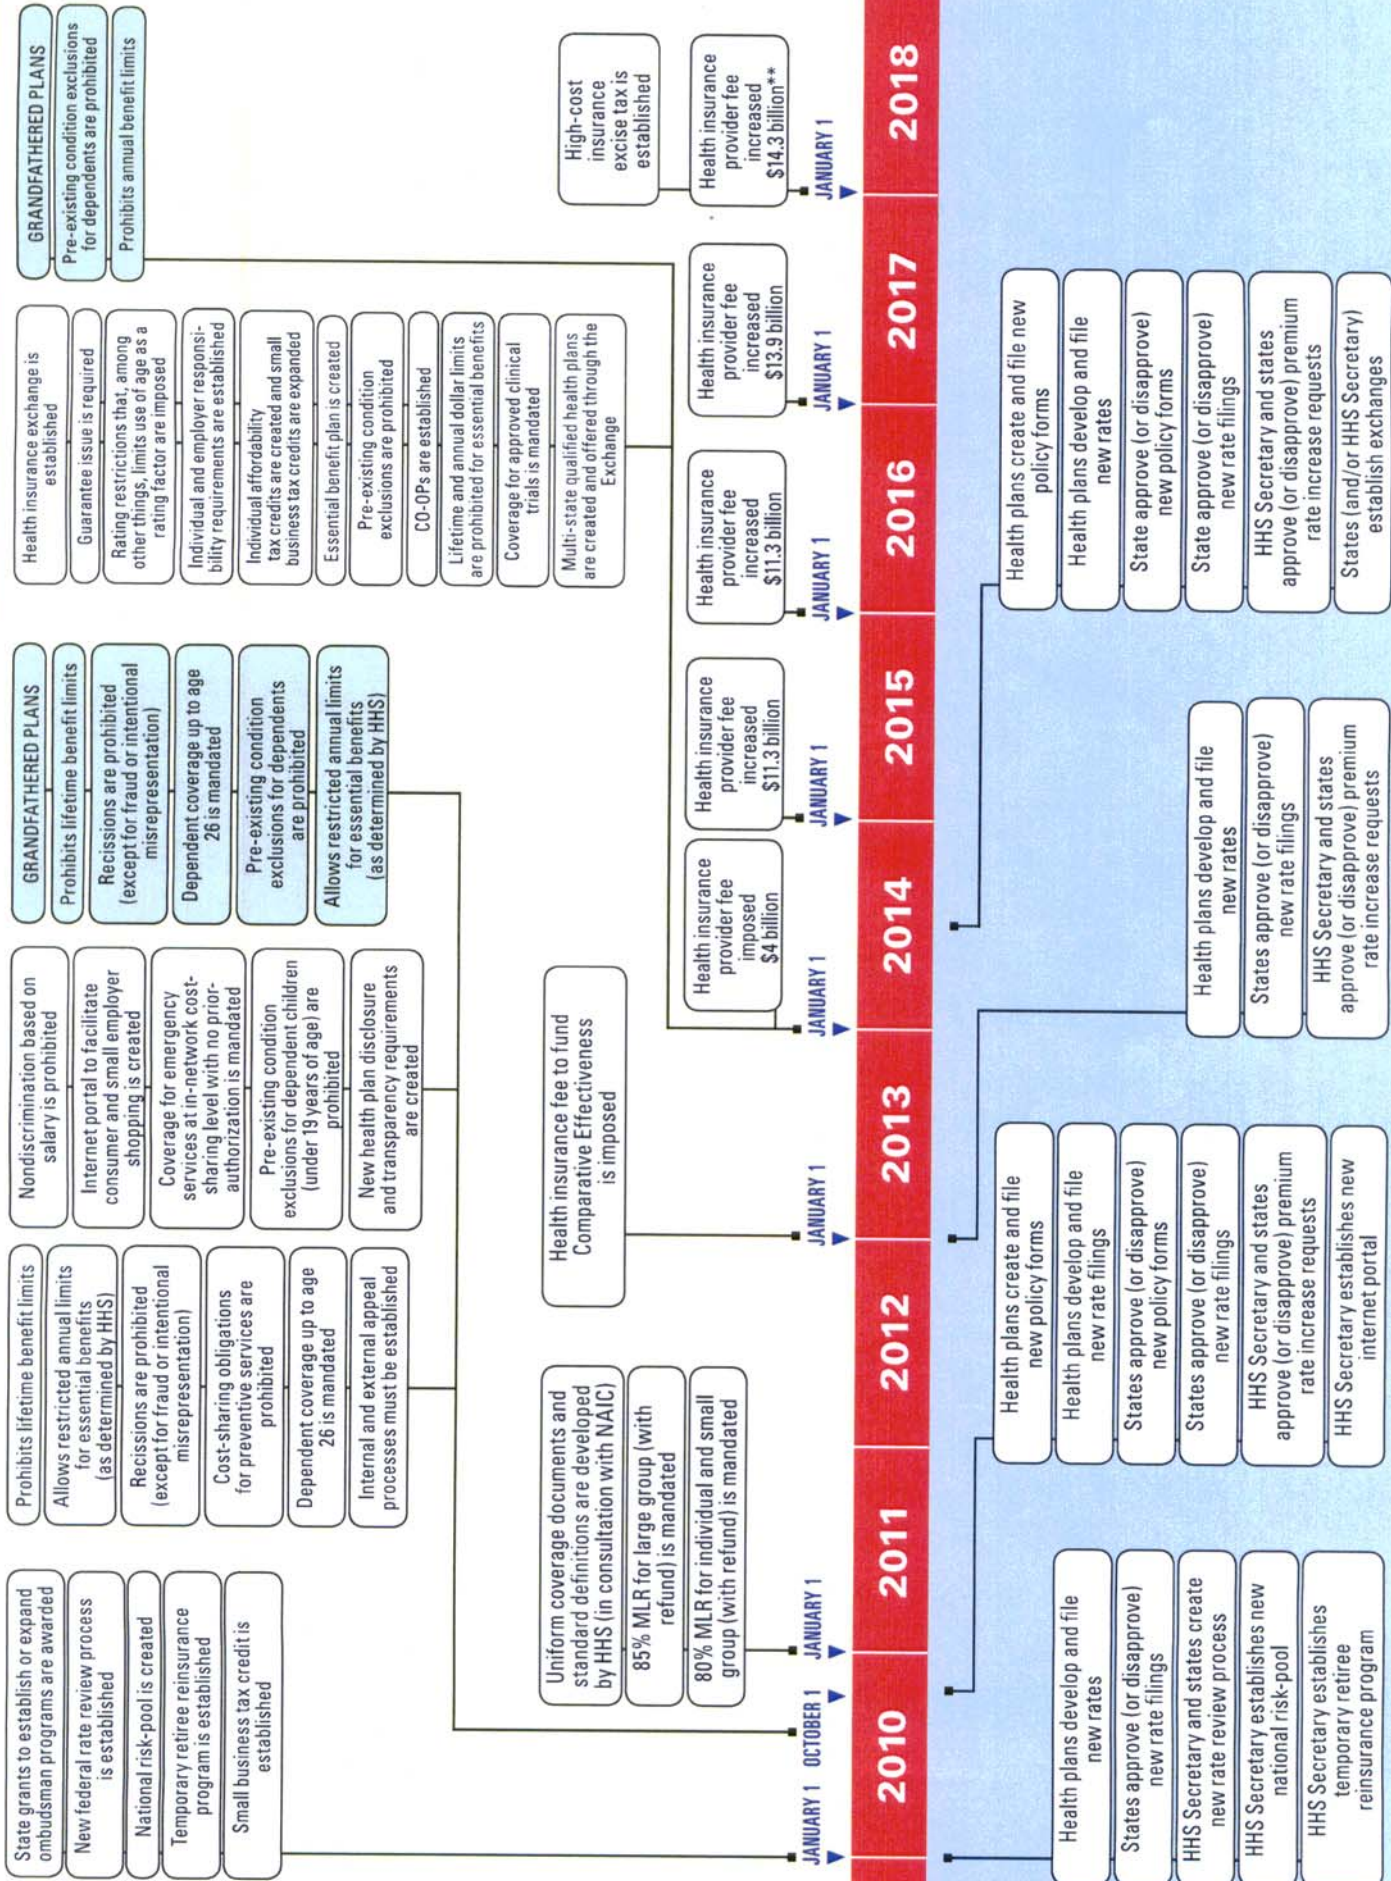 State grants to establish or expand
ombudsman programs are awarded
New federal rate review process
is established
National risk-pool is created
Temporary retiree reinsurance
program is established
Small business tax credit is
established
Prohibits lifetime benefit limits
Allows restricted annual limits
for essential benefits
(as determined by HHS)
Recissions are prohibited
(except for fraud or intentional
misrepresentation)
Cost-sharing obligations
for preventive services are
prohibited
Dependent coverage up to age
26 is mandated
Internal and external appeal
processes must be established
Nondiscrimination based on
salary is prohibited
Internet portal to facilitate
consumer and small employer
shopping is created
Coverage for emergency
services at in-network cost-
sharing level with no prior-
authorization is mandated
Pre-existing condition
exclusions for dependent children
(under 19 years of age) are
prohibited
New health plan disclosure
and transparency requirements
are created
GRANDFATHERED PLANS
Prohibits lifetime benefit limits
Recissions are prohibited
(except for fraud or intentional
misrepresentation)
Dependent coverage up to age
26 is mandated
Pre-existing condition
exclusions for dependents
are prohibited
Allows restricted annual limits
for essential benefits
(as determined by HHS)
Health insurance exchange is
established
Guarantee issue is required
Rating restrictions that, among
other things, limits use of age as a
rating factor are imposed
Individual and employer responsi-
bility requirements are established
Individual affordability
tax credits are created and small
business tax credits are expanded
Essential benefit plan is created
Pre-existing condition
exclusions are prohibited
CO-OPs are established
Lifetime and annual dollar limits
are prohibited for essential benefits
Coverage for approved clinical
trials is mandated
Multi-state qualified health plans
are created and offered through the
Exchange
GRANDFATHERED PLANS
Pre-existing condition exclusions
for dependents are prohibited
Prohibits annual benefit limits
Uniform coverage documents and
standard definitions are developed
by HHS (in consultation with NAIC)
85% MLR for large group (with
refund) is mandated
80% MLR for individual and small
group (with refund) is mandated
Health insurance fee to fund
Comparative Effectiveness
is imposed
Health insurance
provider fee
imposed
$4 billion
Health insurance
provider fee
increased
$11.3 billion
Health insurance
provider fee
increased
$11.3 billion
Health insurance
provider fee
increased
$13.9 billion
High-cost
insurance
excise tax is
established
Health insurance
provider fee
increased
$14.3 billion**
JANUARY 1
OCTOBER 1
JANUARY 1
JANUARY 1
JANUARY 1
JANUARY 1
JANUARY 1
JANUARY 1
JANUARY 1
2010
2011
2012
2013
2014
2015
2016
2017
2018
Health plans develop and file
new rates
States approve (or disapprove)
new rate filings
HHS Secretary and states create
new rate review process
HHS Secretary establishes new
national risk-pool
HHS Secretary establishes
temporary retiree
reinsurance program
Health plans create and file
new policy forms
Health plans develop and file
new rate filings
States approve (or disapprove)
new policy forms
States approve (or disapprove)
new rate filings
HHS Secretary and states
approve (or disapprove) premium
rate increase requests
HHS Secretary establishes new
internet portal
Health plans develop and file
new rates
States approve (or disapprove)
new rate filings
HHS Secretary and states
approve (or disapprove) premium
rate increase requests
Health plans create and file new
policy forms
Health plans develop and file
new rates
State approve (or disapprove)
new policy forms
State approve (or disapprove)
new rate filings
HHS Secretary and states
approve (or disapprove) premium
rate increase requests
States (and/or HHS Secretary)
establish exchanges